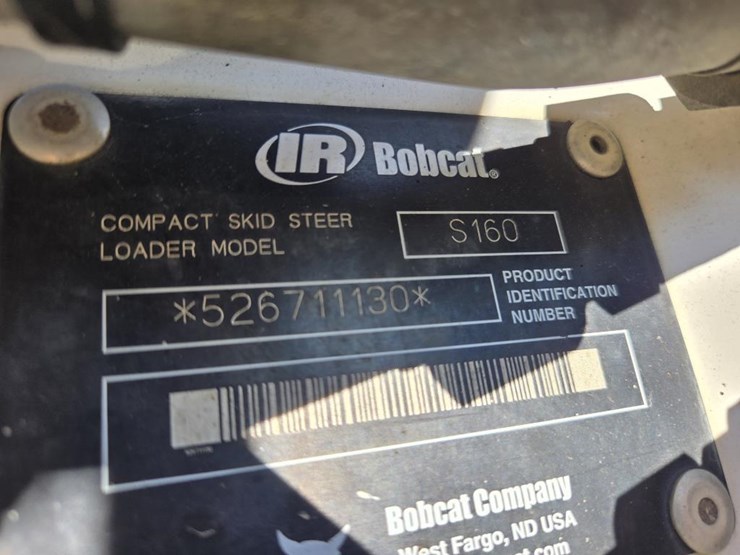 IR Bobcat®
COMPACT SKID STEER
LOADER MODEL
S160
*526711130*
PRODUCT
IDENTIFICATION
NUMBER
Bobcat Company
West Fargo, ND USA